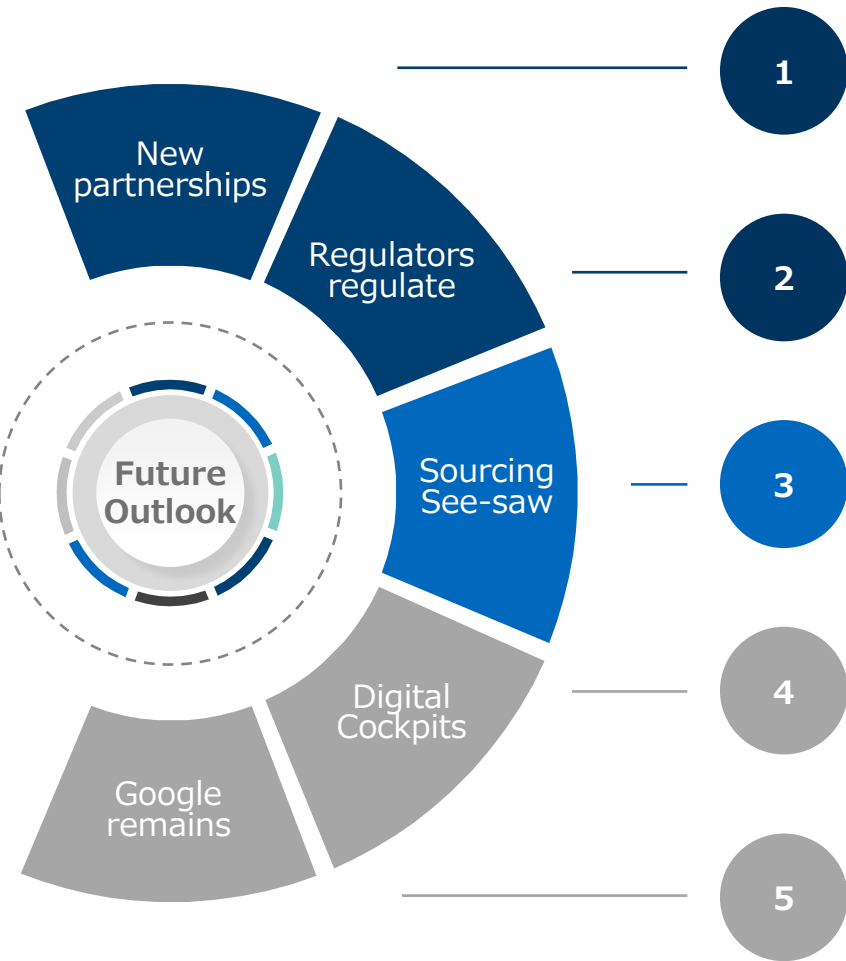 New
partnerships
1
Regulators
regulate
2
Future
Outlook
Sourcing
See-saw
3
Digital
Cockpits
4
Google
remains
5